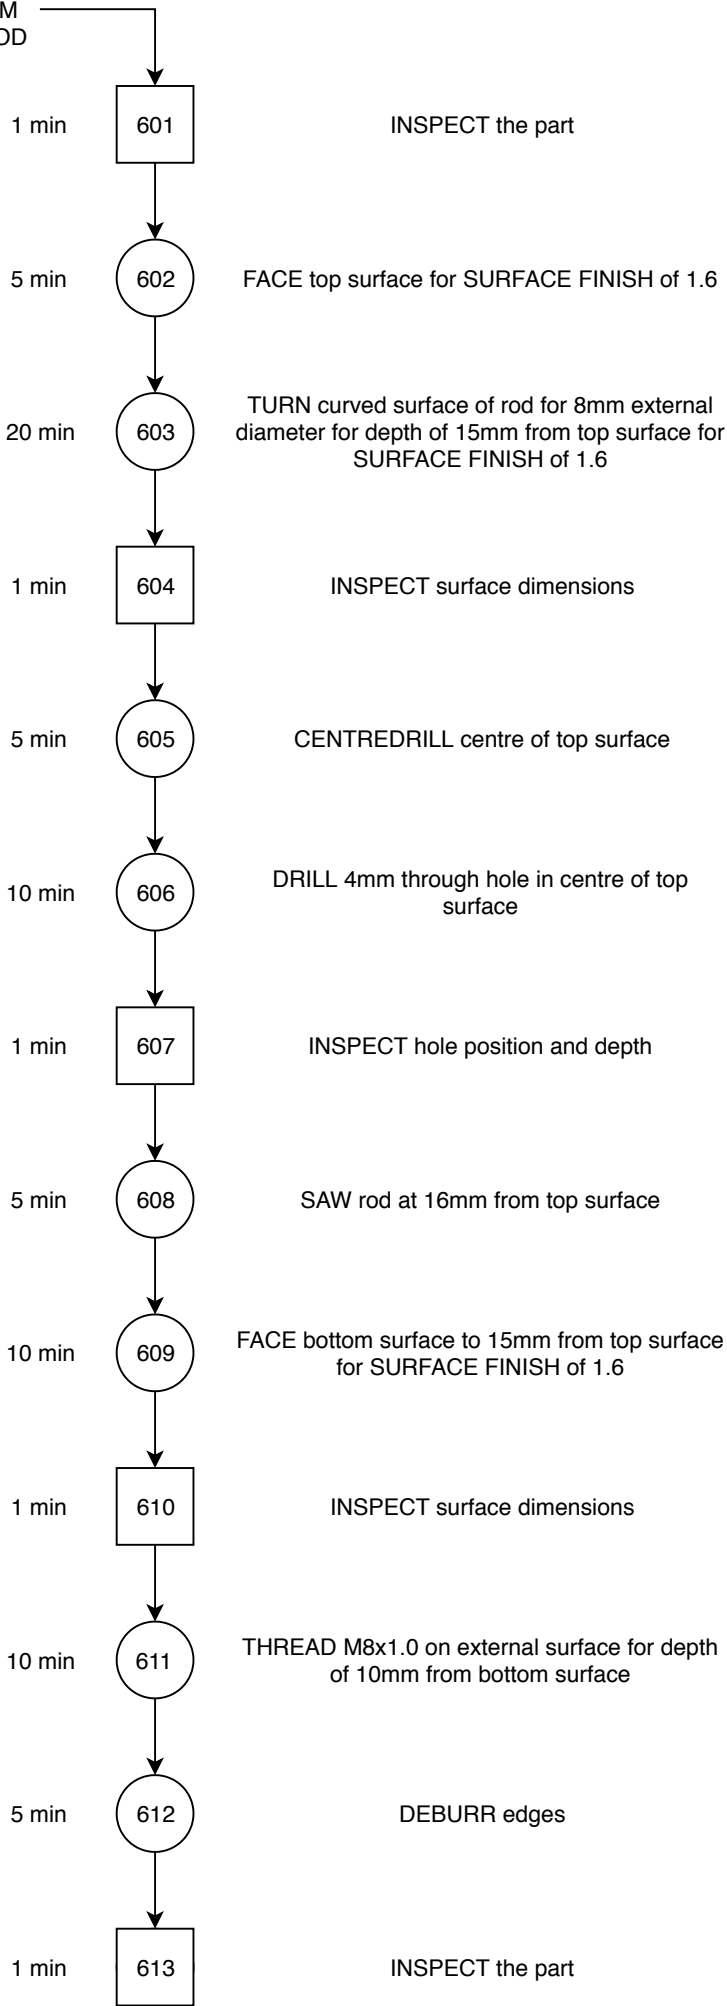 M
OD
1 min
601
INSPECT the part
5 min
602
FACE top surface for SURFACE FINISH of 1.6
20 min
603
TURN curved surface of rod for 8mm external
diameter for depth of 15mm from top surface for
SURFACE FINISH of 1.6
1 min
604
INSPECT surface dimensions
5 min
605
CENTREDRILL centre of top surface
10 min
606
DRILL 4mm through hole in centre of top
surface
1 min
607
INSPECT hole position and depth
5 min
608
SAW rod at 16mm from top surface
10 min
609
FACE bottom surface to 15mm from top surface
for SURFACE FINISH of 1.6
1 min
610
INSPECT surface dimensions
10 min
611
THREAD M8x1.0 on external surface for depth
of 10mm from bottom surface
5 min
612
DEBURR edges
1 min
613
INSPECT the part